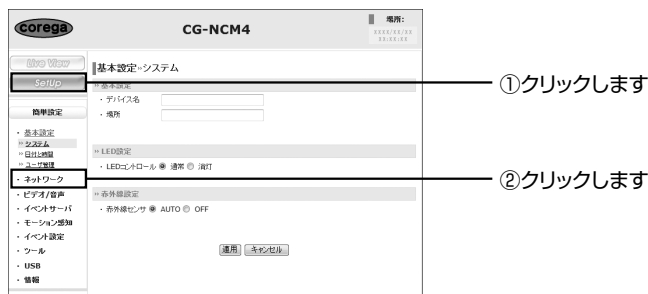 corega
CG-NCM4
場所:
XXXX/XX/XX
XX:XX:XX
Live View
SetUp
基本設定»システム
①クリックします
»基本設定
・デバイス名
・場所
簡単設定
・基本設定
»システム
»日付と時間
»ユーザ管理
»LED設定
・LEDコントロール 通常 消灯
・ネットワーク
②クリックします
・ビデオ/音声
»赤外線設定
・イベントサーバ
・赤外線センサ AUTO OFF
・モーション感知
・イベント設定
・ツール
適用 キャンセル
・USB
・情報